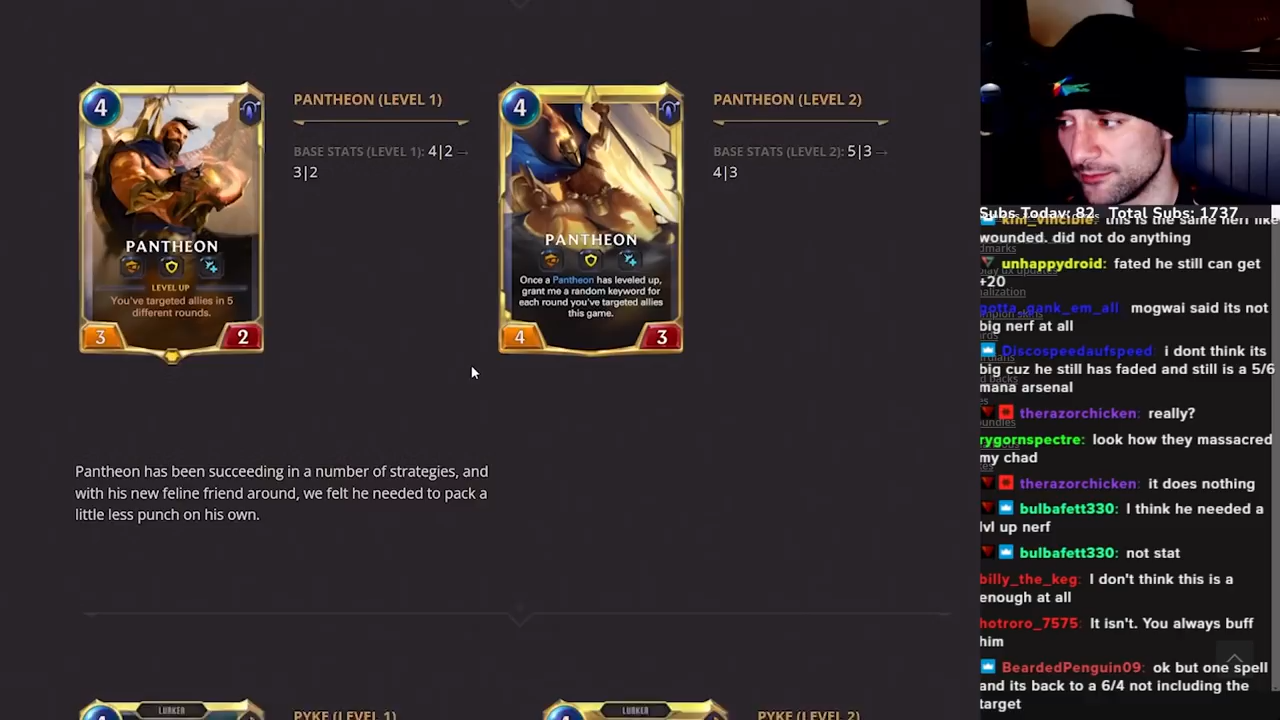 4
PANTHEON
LEVEL UP
You've targeted allies in 5
different rounds.
3
2
PANTHEON (LEVEL 1)
BASE STATS (LEVEL 1): 4|2 →
3|2
4
PANTHEON
Once a Pantheon has leveled up,
grant me a random keyword for
each round you've targeted allies
this game.
4
3
PANTHEON (LEVEL 2)
BASE STATS (LEVEL 2): 5|3 →
4|3
Pantheon has been succeeding in a number of strategies, and
with his new feline friend around, we felt he needed to pack a
little less punch on his own.
LURKER
PYKE (LEVEL 1)
LURKER
PYKE (LEVEL 2)
Subs Today: 82 Total Subs: 1737
kim_vincible: this is the same nerf like
wounded. did not do anything
unhappydroid: fated he still can get
+20
gotta_gank_em_all mogwai said its not
big nerf at all
Discospeedaufspeed: i dont think its
big cuz he still has faded and still is a 5/6
mana arsenal
therazorchicken: really?
rygornspectre: look how they massacred
my chad
therazorchicken: it does nothing
bulbafett330: I think he needed a
lvl up nerf
bulbafett330: not stat
billy_the_keg: I don't think this is a
enough at all
hotroro_7575: It isn't. You always buff
him
BeardedPenguin09: ok but one spell
and its back to a 6/4 not including the
target